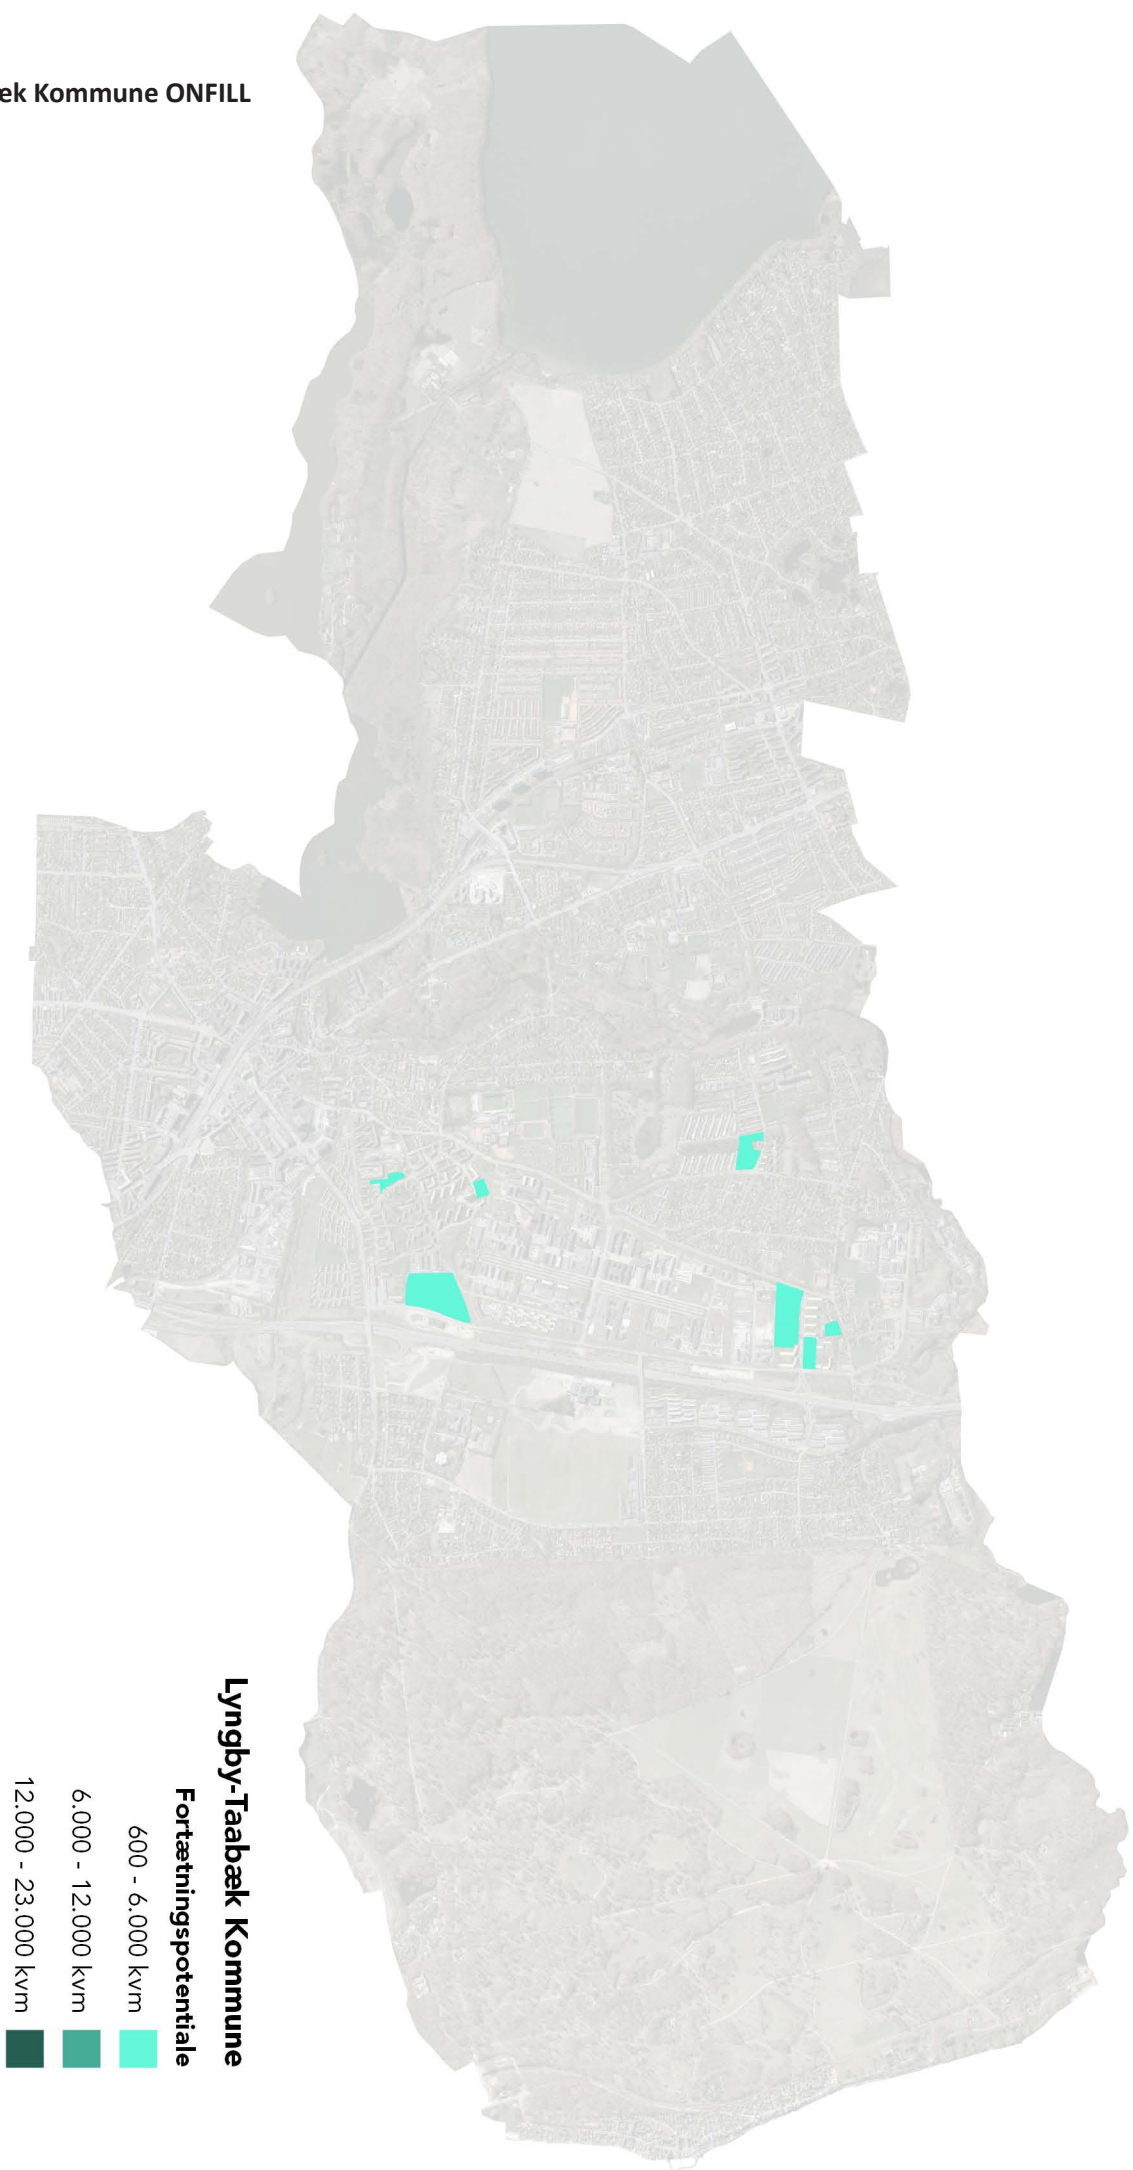 Kommune ONFILL
Lyngby-Taabæk Kommune
Fortætningspotentiale
600 - 6.000 kvm
6.000 - 12.000 kvm
12.000 - 23.000 kvm